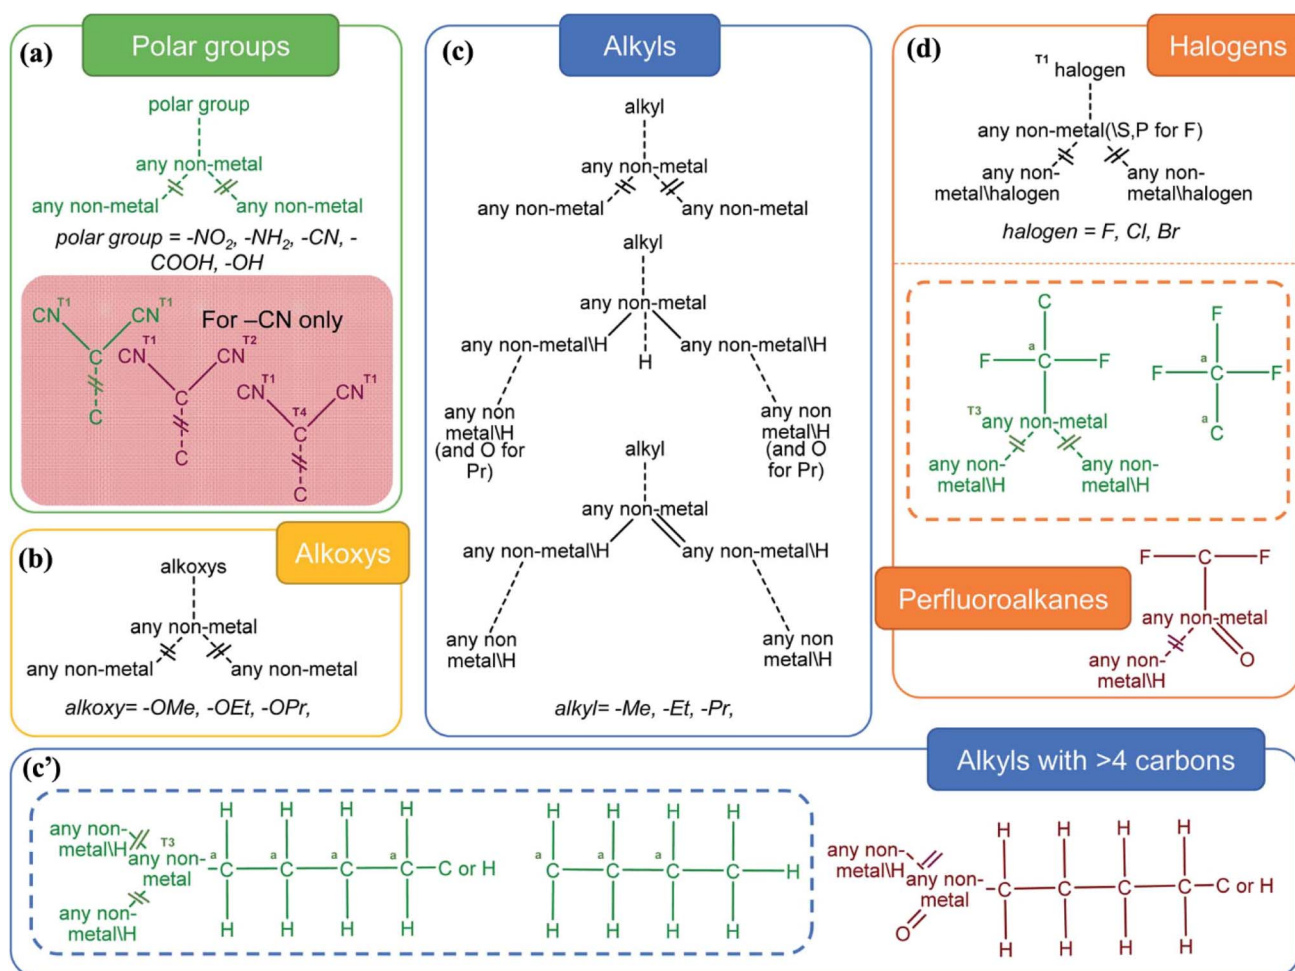 (a)
Polar groups
polar group
any non-metal
any non-metal any non-metal
polar group = -NO2, -NH2, -CN, -
COOH, -OH
CN T1 CN T1
For –CN only
C
C
CN T1 CN T2
C
C
CN T1 CN T1
T4
C
C
(b)
Alkoxys
alkoxys
any non-metal
any non-metal any non-metal
alkoxy= -OMe, -OEt, -OPr,
(c)
Alkyls
alkyl
any non-metal
any non-metal any non-metal
alkyl
any non-metal
any non-metal\H any non-metal\H
H
any non any non
metal\H metal\H
(and O for (and O
Pr) for Pr)
alkyl
any non-metal
any non-metal\H any non-metal\H
any non any non
metal\H metal\H
alkyl= -Me, -Et, -Pr,
(d)
Halogens
T1 halogen
any non-metal(\S,P for F)
any non- any non-
metal\halogen metal\halogen
halogen = F, Cl, Br
C
a
F C F
T3
any non-metal
any non- any non-
metal\H metal\H
F
a
F C F
a
C
Perfluoroalkanes
F C F
any non-metal
any non-
metal\H
O
(c’)
Alkyls with >4 carbons
H H H H
any non-
metal\H
T3
any non-
metal
a a a a
C C C C C or H
any non-
metal\H
H H H H
H H H H
a a a
C C C C H
H H H H
H H H H
any non-
metal\H
any non-
metal
C C C C C or H
O
H H H H